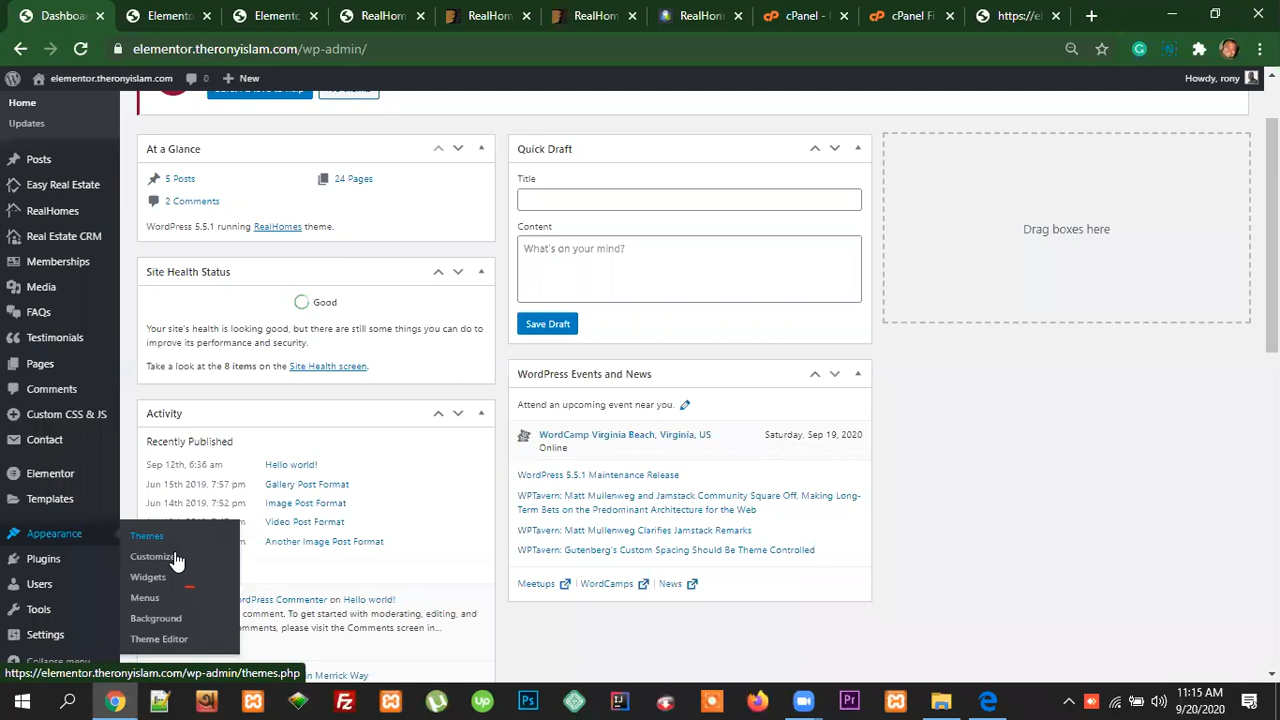 Dashboard
Elementor
Elemento
RealHom
RealHom
RealHom
RealHom
cPanel -
cPanel Fi
https://el
elementor.theronyislam.com/wp-admin/
elementor.theronyislam.com
0
New
Howdy, rony
Home
Updates
Posts
Easy Real Estate
RealHomes
Real Estate CRM
Memberships
Media
FAQs
Testimonials
Pages
Comments
Custom CSS & JS
Contact
Elementor
Templates
Appearance
Plugins
Users
Tools
Settings
Collapse menu
Themes
Customize
Widgets
Menus
Background
Theme Editor
At a Glance
5 Posts
24 Pages
2 Comments
WordPress 5.5.1 running RealHomes theme.
Site Health Status
Good
Your site's health is looking good, but there are still some things you can do to
improve its performance and security.
Take a look at the 8 items on the Site Health screen.
Activity
Recently Published
Sep 12th, 6:36 am Hello world!
Jun 15th 2019, 7:57 pm Gallery Post Format
Jun 14th 2019, 7:52 pm Image Post Format
Video Post Format
Another Image Post Format
rdPress Commenter on Hello world!
comment. To get started with moderating, editing, and
omments, please visit the Comments screen in...
n Merrick Way
Quick Draft
Title
Content
What's on your mind?
Save Draft
WordPress Events and News
Attend an upcoming event near you.
WordCamp Virginia Beach, Virginia, US Saturday, Sep 19, 2020
Online
WordPress 5.5.1 Maintenance Release
WPTavern: Matt Mullenweg and Jamstack Community Square Off, Making Long-
Term Bets on the Predominant Architecture for the Web
WPTavern: Matt Mullenweg Clarifies Jamstack Remarks
WPTavern: Gutenberg's Custom Spacing Should Be Theme Controlled
Meetups | WordCamps | News
Drag boxes here
https://elementor.theronyislam.com/wp-admin/themes.php
11:15 AM
9/20/2020